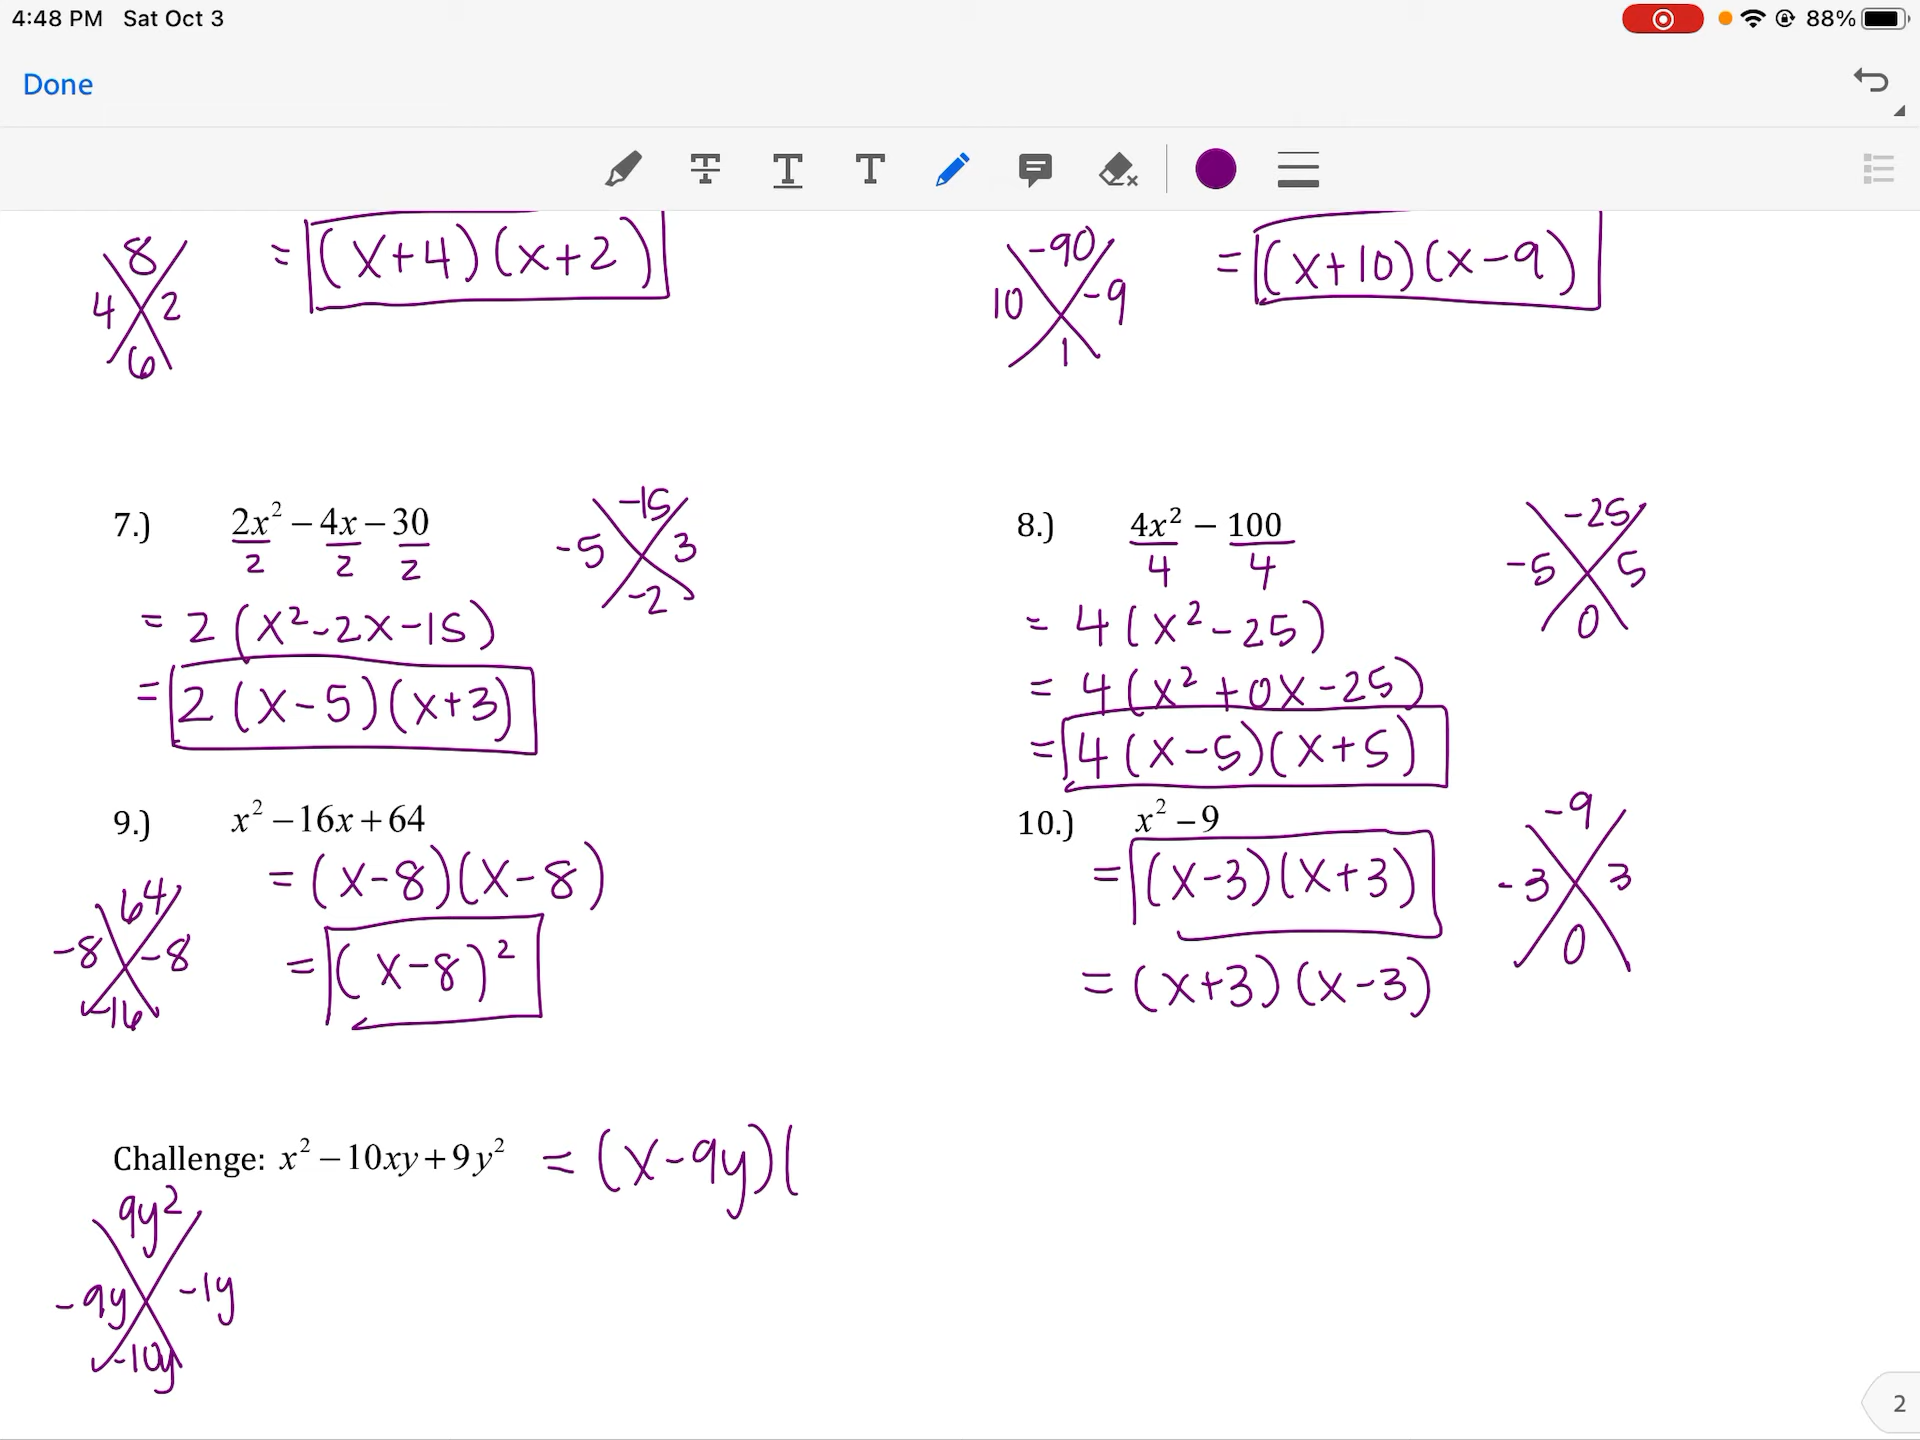 4:48 PM Sat Oct 3
88%
Done
T T T
8
4 2
6
= (x+4)(x+2)
-90
10 -9
1
= (x+10)(x-9)
7.) 2x² − 4x − 30
2 2 2
= 2(x²-2x-15)
= 2(x-5)(x+3)
-15
-5 3
-2
8.) 4x² − 100
4 4
= 4(x²-25)
= 4(x²+0x-25)
= 4(x-5)(x+5)
-25
-5 5
0
9.) x² − 16x + 64
= (x-8)(x-8)
= (x-8)²
64
-8 -8
-16
10.) x² − 9
= (x-3)(x+3)
= (x+3)(x-3)
-9
-3 3
0
Challenge: x² − 10xy + 9y² = (x-9y)(
9y²
-9y -1y
-10y
2